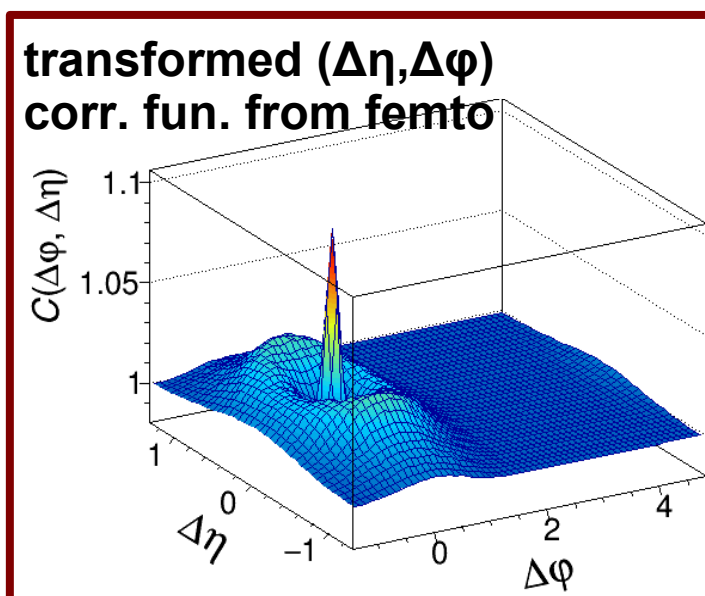 transformed (Δη,Δφ)
corr. fun. from femto
C(Δφ, Δη)
1.1
1.05
1
1
0
−1
Δη
0
2
4
Δφ